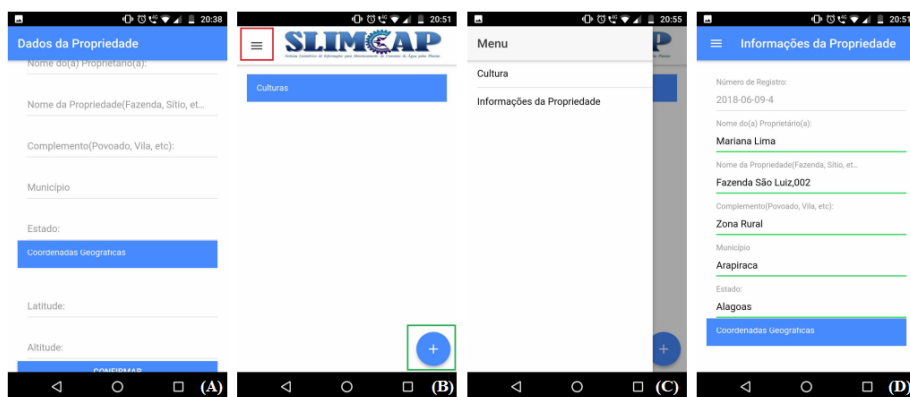 20:38
Dados da Propriedade
Nome do(a) Proprietário(a):
Nome da Propriedade(Fazenda, Sítio, et...
Complemento(Povoado, Vila, etc):
Município
Estado:
Coordenadas Geograficas
Latitude:
Altitude:
CONFIRMAR
(A)
20:51
SLIMCAP
Culturas
+
(B)
20:55
Menu
P
Cultura
Informações da Propriedade
+
(C)
20:51
Informações da Propriedade
Número de Registro:
2018-06-09-4
Nome do(a) Proprietário(a):
Mariana Lima
Nome da Propriedade(Fazenda, Sítio, et...
Fazenda São Luiz,002
Complemento(Povoado, Vila, etc):
Zona Rural
Município
Arapiraca
Estado:
Alagoas
Coordenadas Geograficas
(D)